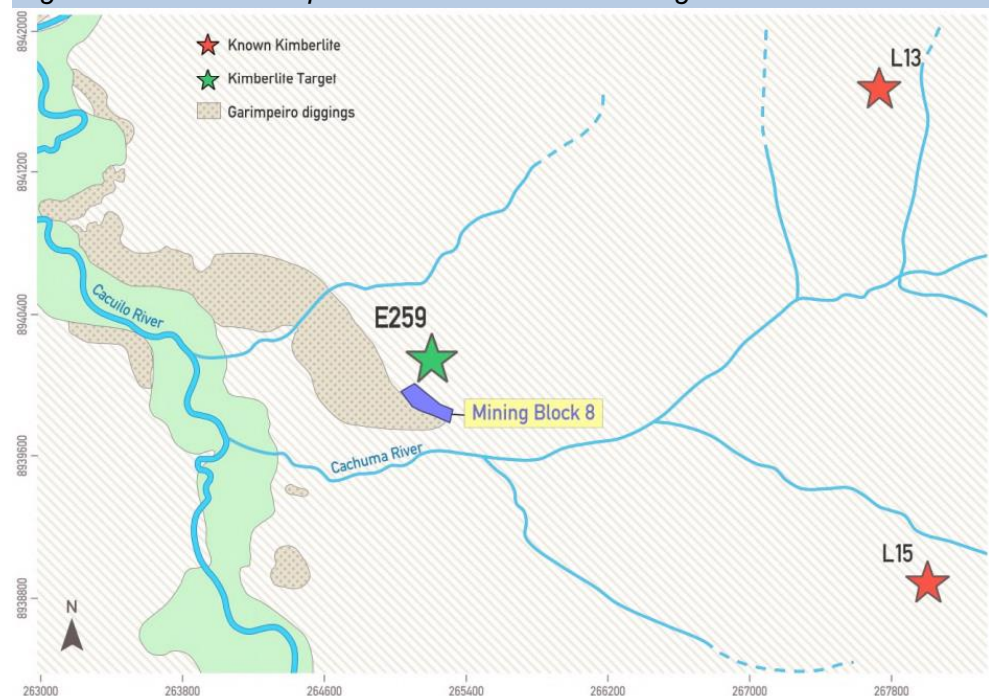 Known Kimberlite
Kimberlite Target
Garimpeiro diggings
L13
E259
Mining Block 8
Cacuilo River
Cachuma River
L15
N
8942000
8941200
8940400
8939600
8938800
263000
263800
264600
265400
266200
267000
267800